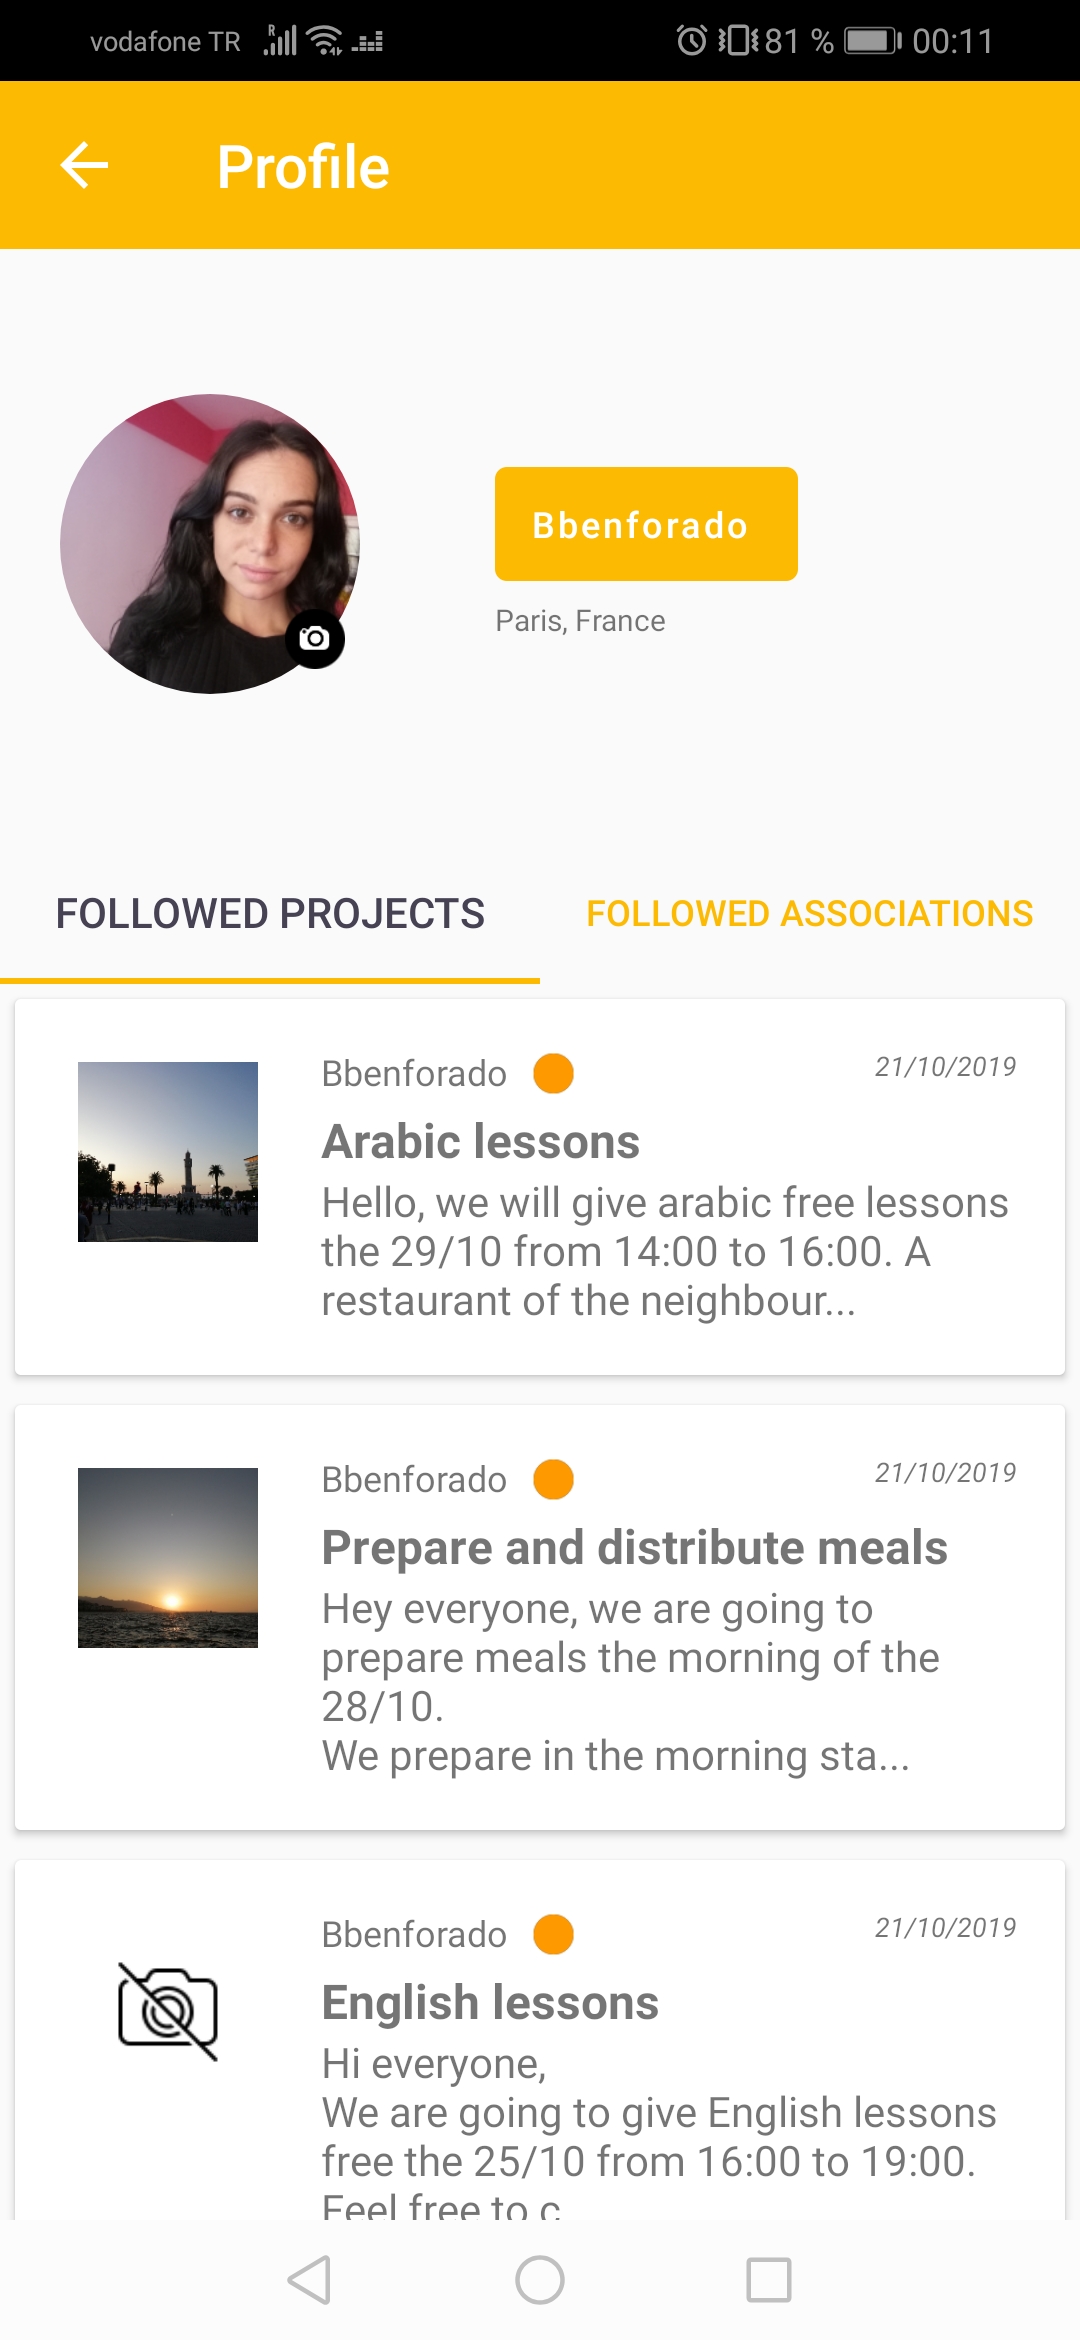 vodafone TR
81 %
00:11
Profile
Bbenforado
Paris, France
FOLLOWED PROJECTS
FOLLOWED ASSOCIATIONS
Bbenforado
21/10/2019
Arabic lessons
Hello, we will give arabic free lessons
the 29/10 from 14:00 to 16:00. A
restaurant of the neighbour...
Bbenforado
21/10/2019
Prepare and distribute meals
Hey everyone, we are going to
prepare meals the morning of the
28/10.
We prepare in the morning sta...
Bbenforado
21/10/2019
English lessons
Hi everyone,
We are going to give English lessons
free the 25/10 from 16:00 to 19:00.
Feel free to c